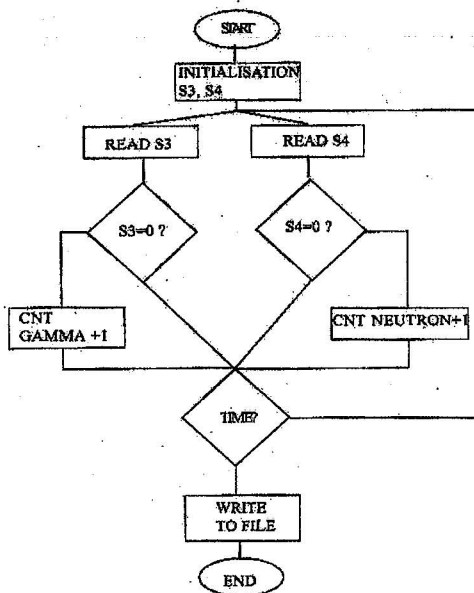 START
INITIALISATION
S3, S4
READ S3
READ S4
S3=0 ?
S4=0 ?
CNT
GAMMA +1
CNT NEUTRON+1
TIME?
WRITE
TO FILE
END